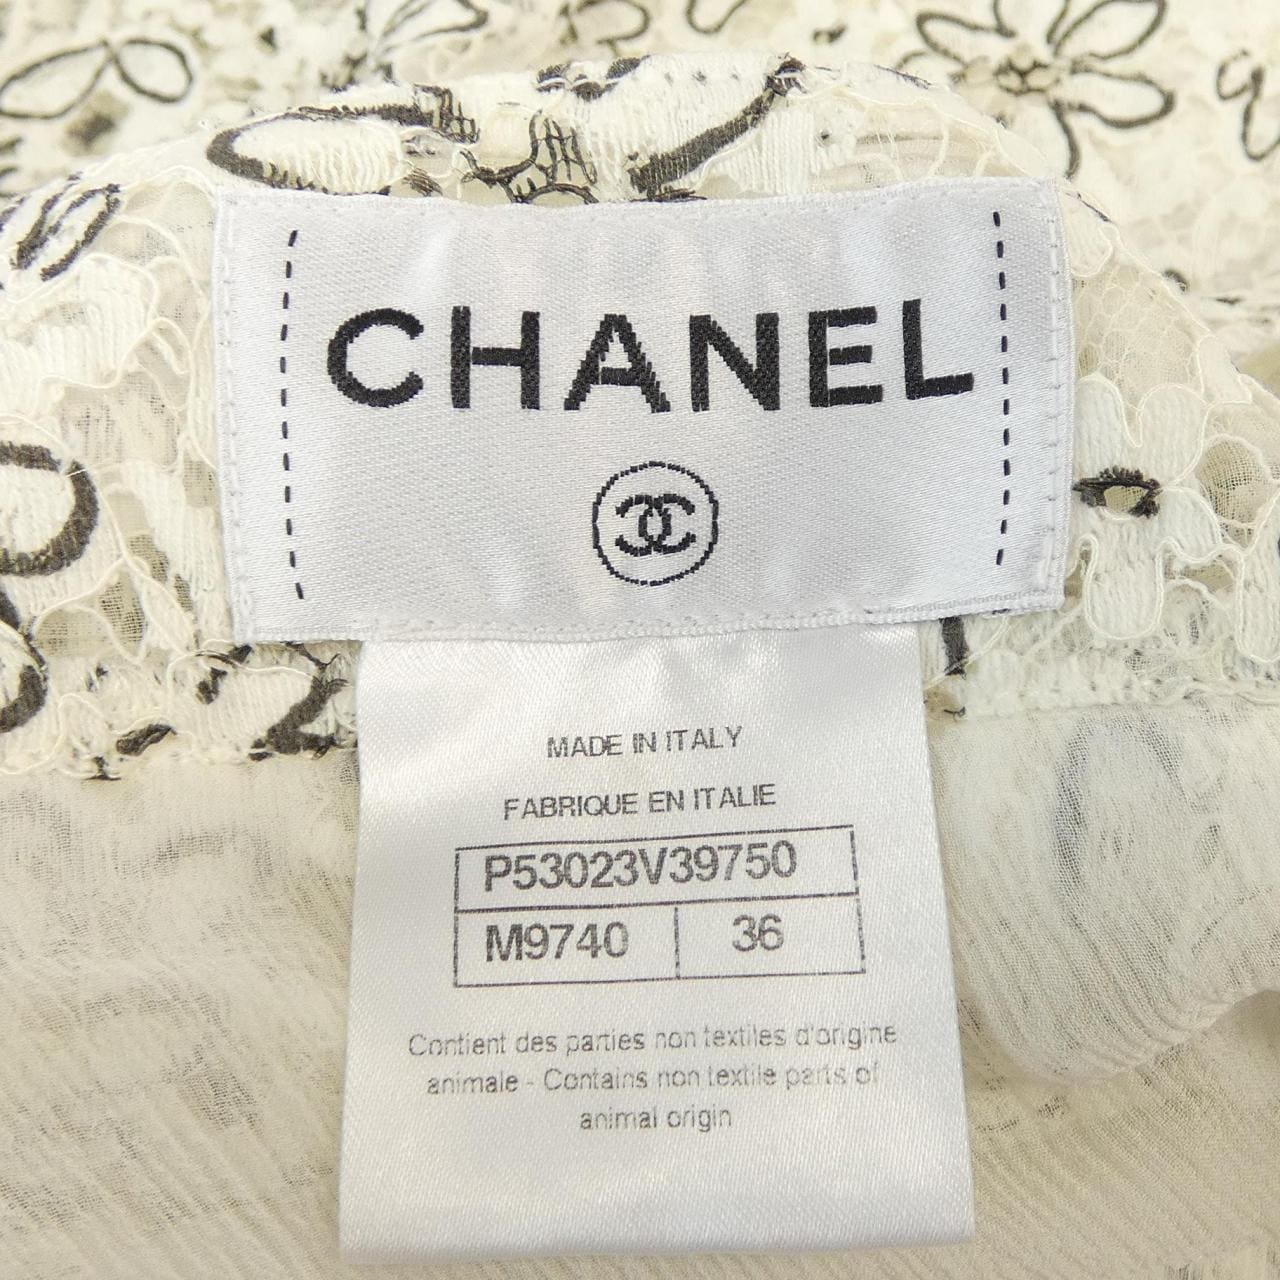 CHANEL
MADE IN ITALY
FABRIQUE EN ITALIE
P53023V39750
M9740 36
Contient des parties non textiles d'origine
animale - Contains non textile parts of
animal origin